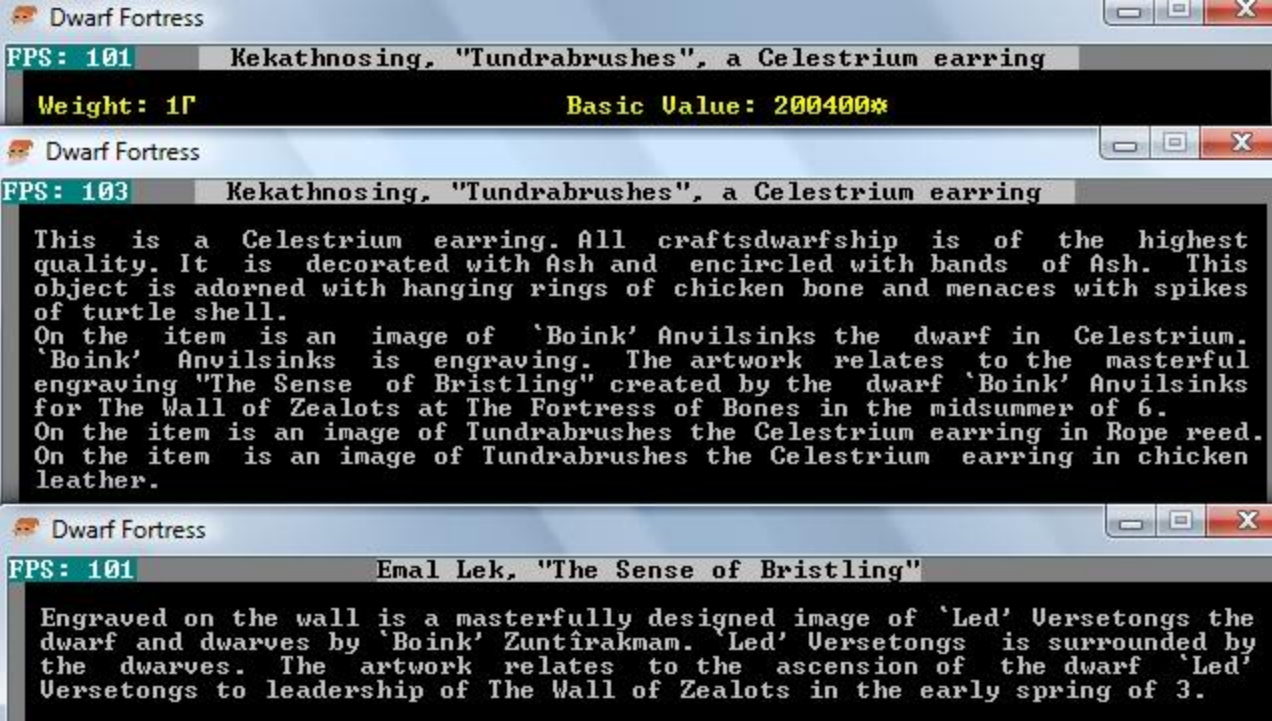 Dwarf Fortress
FPS: 101 Kekathnosing, "Tundrabrushes", a Celestrium earring
Weight: 1Γ Basic Value: 200400☼
Dwarf Fortress
FPS: 103 Kekathnosing, "Tundrabrushes", a Celestrium earring
This is a Celestrium earring. All craftsdwarfship is of the highest
quality. It is decorated with Ash and encircled with bands of Ash. This
object is adorned with hanging rings of chicken bone and menaces with spikes
of turtle shell.
On the item is an image of `Boink' Anvilsinks the dwarf in Celestrium.
`Boink' Anvilsinks is engraving. The artwork relates to the masterful
engraving "The Sense of Bristling" created by the dwarf `Boink' Anvilsinks
for The Wall of Zealots at The Fortress of Bones in the midsummer of 6.
On the item is an image of Tundrabrushes the Celestrium earring in Rope reed.
On the item is an image of Tundrabrushes the Celestrium earring in chicken
leather.
Dwarf Fortress
FPS: 101 Emal Lek, "The Sense of Bristling"
Engraved on the wall is a masterfully designed image of `Led' Versetongs the
dwarf and dwarves by `Boink' Zuntîrakmam. `Led' Versetongs is surrounded by
the dwarves. The artwork relates to the ascension of the dwarf `Led'
Versetongs to leadership of The Wall of Zealots in the early spring of 3.